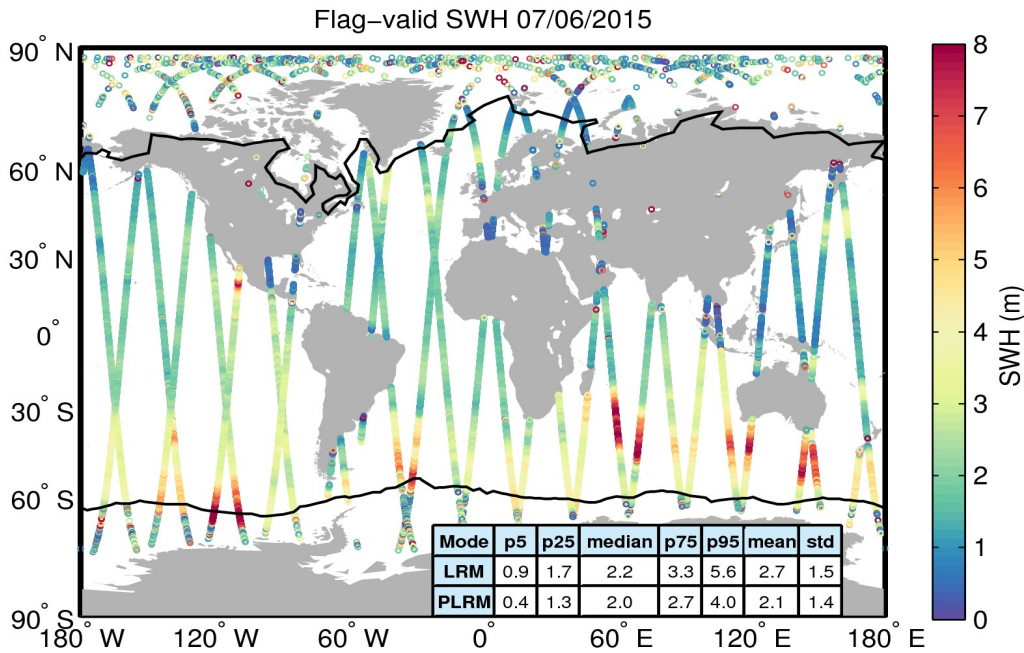 Flag−valid SWH 07/06/2015
90° N
60° N
30° N
0°
30° S
60° S
90° S
180° W
120° W
60° W
0°
60° E
120° E
180° E
Mode p5 p25 median p75 p95 mean std
LRM 0.9 1.7 2.2 3.3 5.6 2.7 1.5
PLRM 0.4 1.3 2.0 2.7 4.0 2.1 1.4
8
7
6
5
4
3
2
1
0
SWH (m)